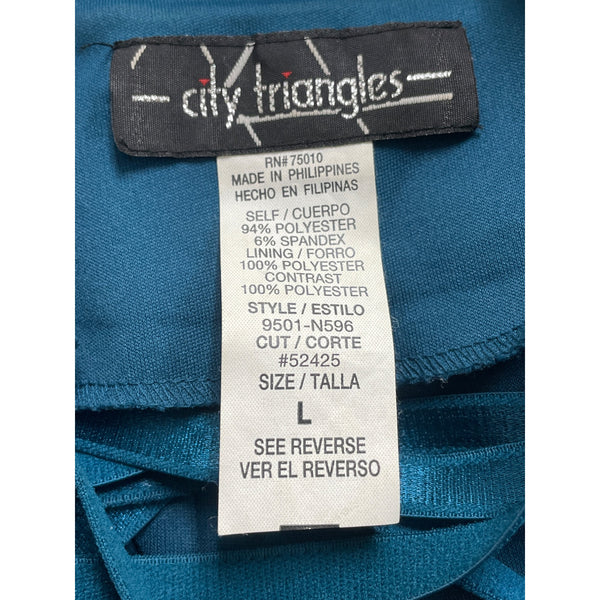 city triangles
RN#75010
MADE IN PHILIPPINES
HECHO EN FILIPINAS
SELF / CUERPO
94% POLYESTER
6% SPANDEX
LINING / FORRO
100% POLYESTER
CONTRAST
100% POLYESTER
STYLE / ESTILO
9501-N596
CUT / CORTE
#52425
SIZE / TALLA
L
SEE REVERSE
VER EL REVERSO